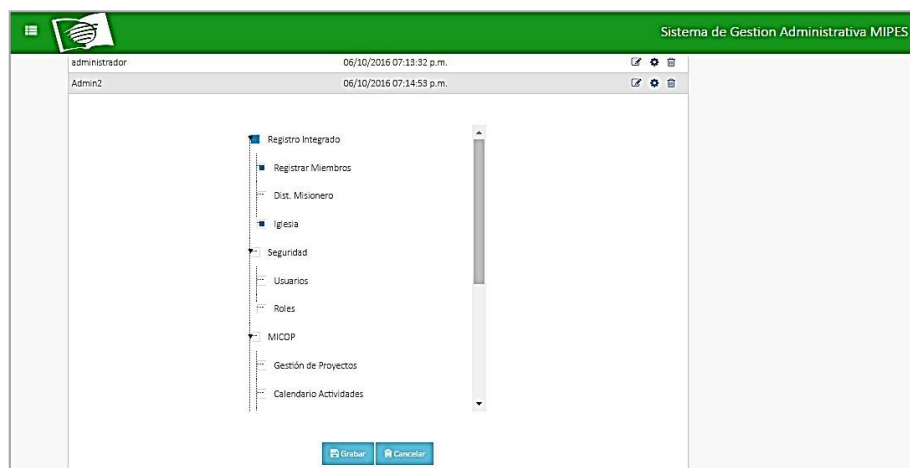 Sistema de Gestion Administrativa MIPES
administrador 06/10/2016 07:13:32 p.m.
Admin2 06/10/2016 07:14:53 p.m.
Registro Integrado
Registrar Miembros
Dist. Misionero
Iglesia
Seguridad
Usuarios
Roles
MICOP
Gestión de Proyectos
Calendario Actividades
Grabar Cancelar